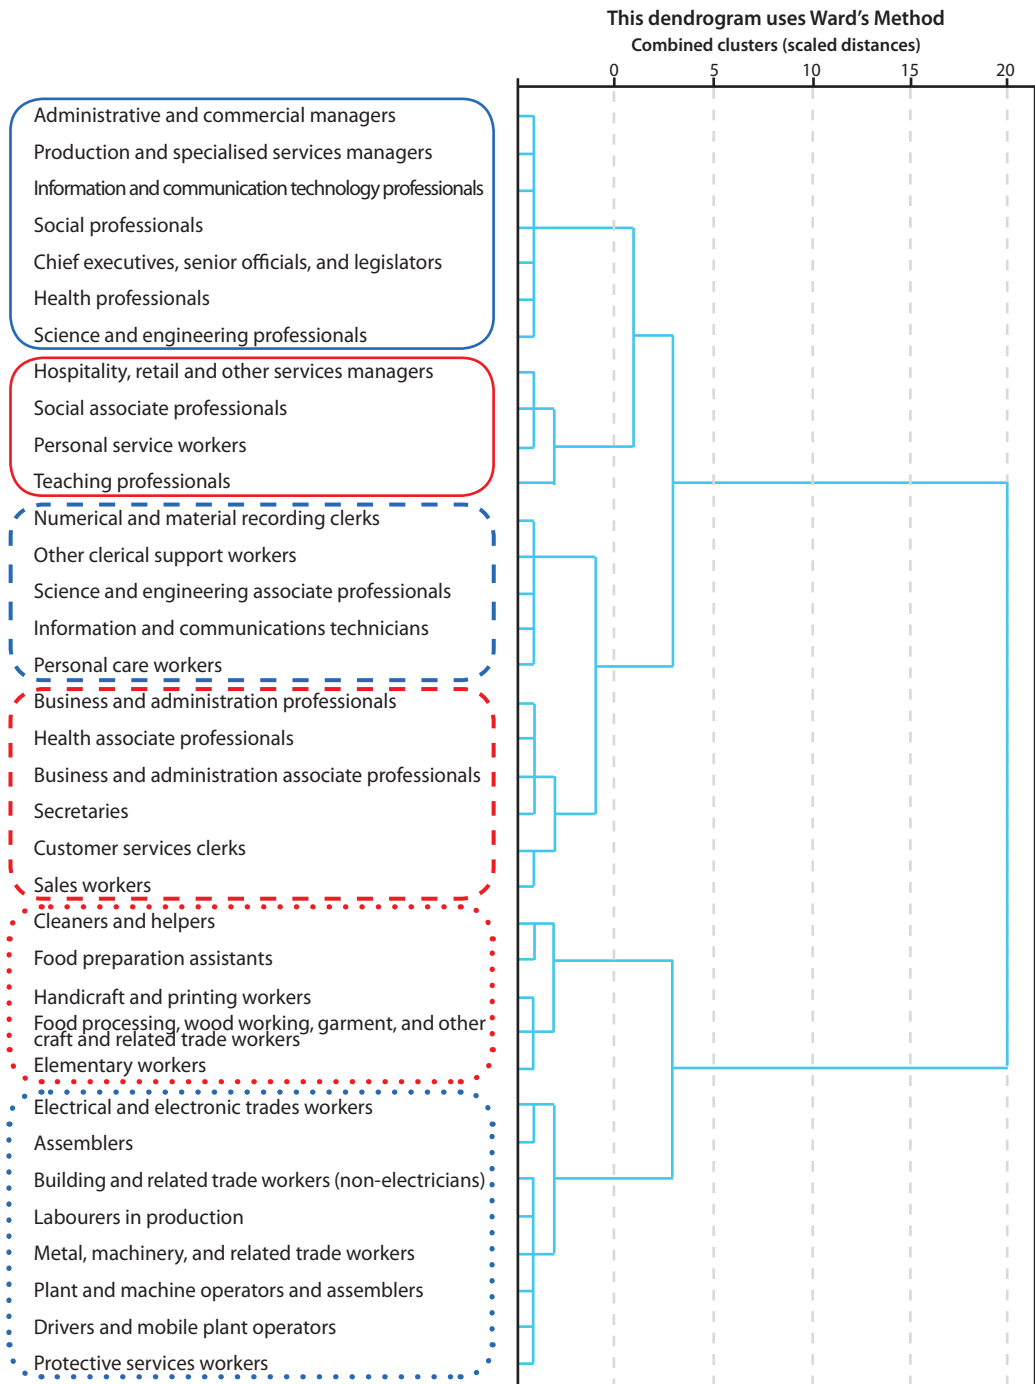 This dendrogram uses Ward’s Method
Combined clusters (scaled distances)
0 5 10 15 20
Administrative and commercial managers
Production and specialised services managers
Information and communication technology professionals
Social professionals
Chief executives, senior officials, and legislators
Health professionals
Science and engineering professionals
Hospitality, retail and other services managers
Social associate professionals
Personal service workers
Teaching professionals
Numerical and material recording clerks
Other clerical support workers
Science and engineering associate professionals
Information and communications technicians
Personal care workers
Business and administration professionals
Health associate professionals
Business and administration associate professionals
Secretaries
Customer services clerks
Sales workers
Cleaners and helpers
Food preparation assistants
Handicraft and printing workers
Food processing, wood working, garment, and other
craft and related trade workers
Elementary workers
Electrical and electronic trades workers
Assemblers
Building and related trade workers (non-electricians)
Labourers in production
Metal, machinery, and related trade workers
Plant and machine operators and assemblers
Drivers and mobile plant operators
Protective services workers